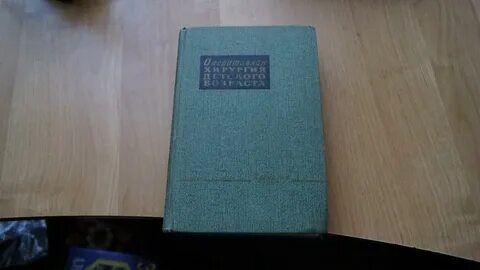 Оперативная
ХИРУРГИЯ
ДЕТСКОГО
ВОЗРАСТА